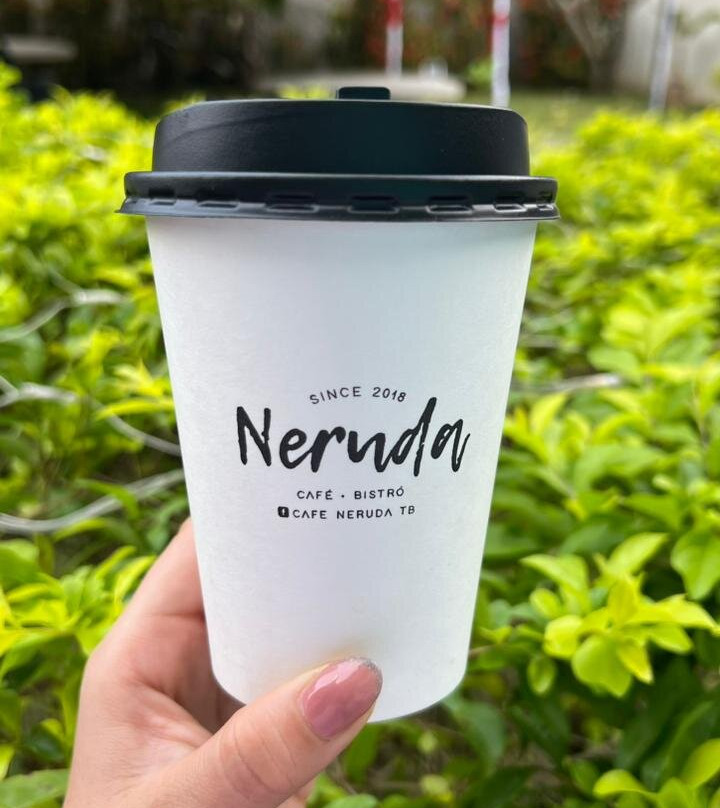 SINCE 2018
Neruda
CAFÉ • BISTRÓ
CAFE NERUDA TB